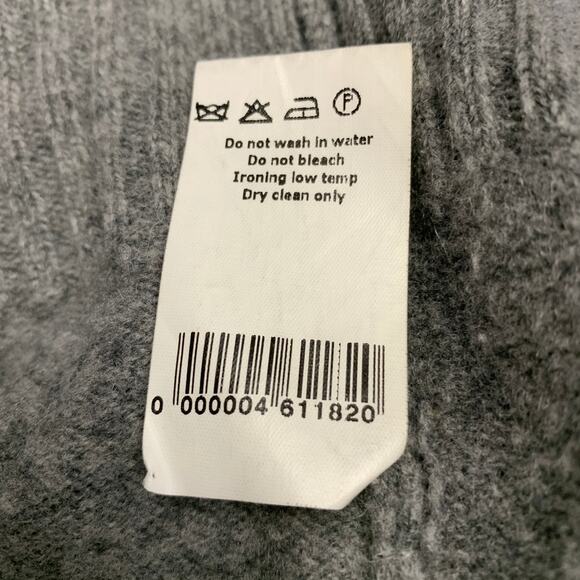 P
Do not wash in water
Do not bleach
Ironing low temp
Dry clean only
0 000004 611820